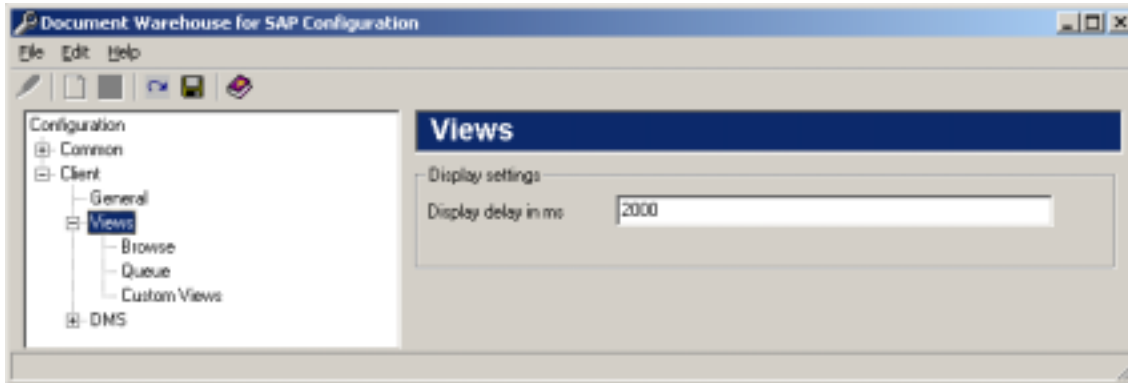 Document Warehouse for SAP Configuration
File Edit Help
Configuration
Common
Client
General
Views
Browse
Queue
Custom Views
DMS
Views
Display settings
Display delay in ms 2000